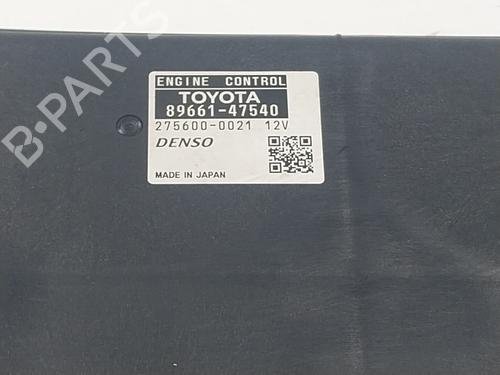 B-PARTS
ENGINE CONTROL
TOYOTA
89661-47540
275600-0021 12V
DENSO
MADE IN JAPAN